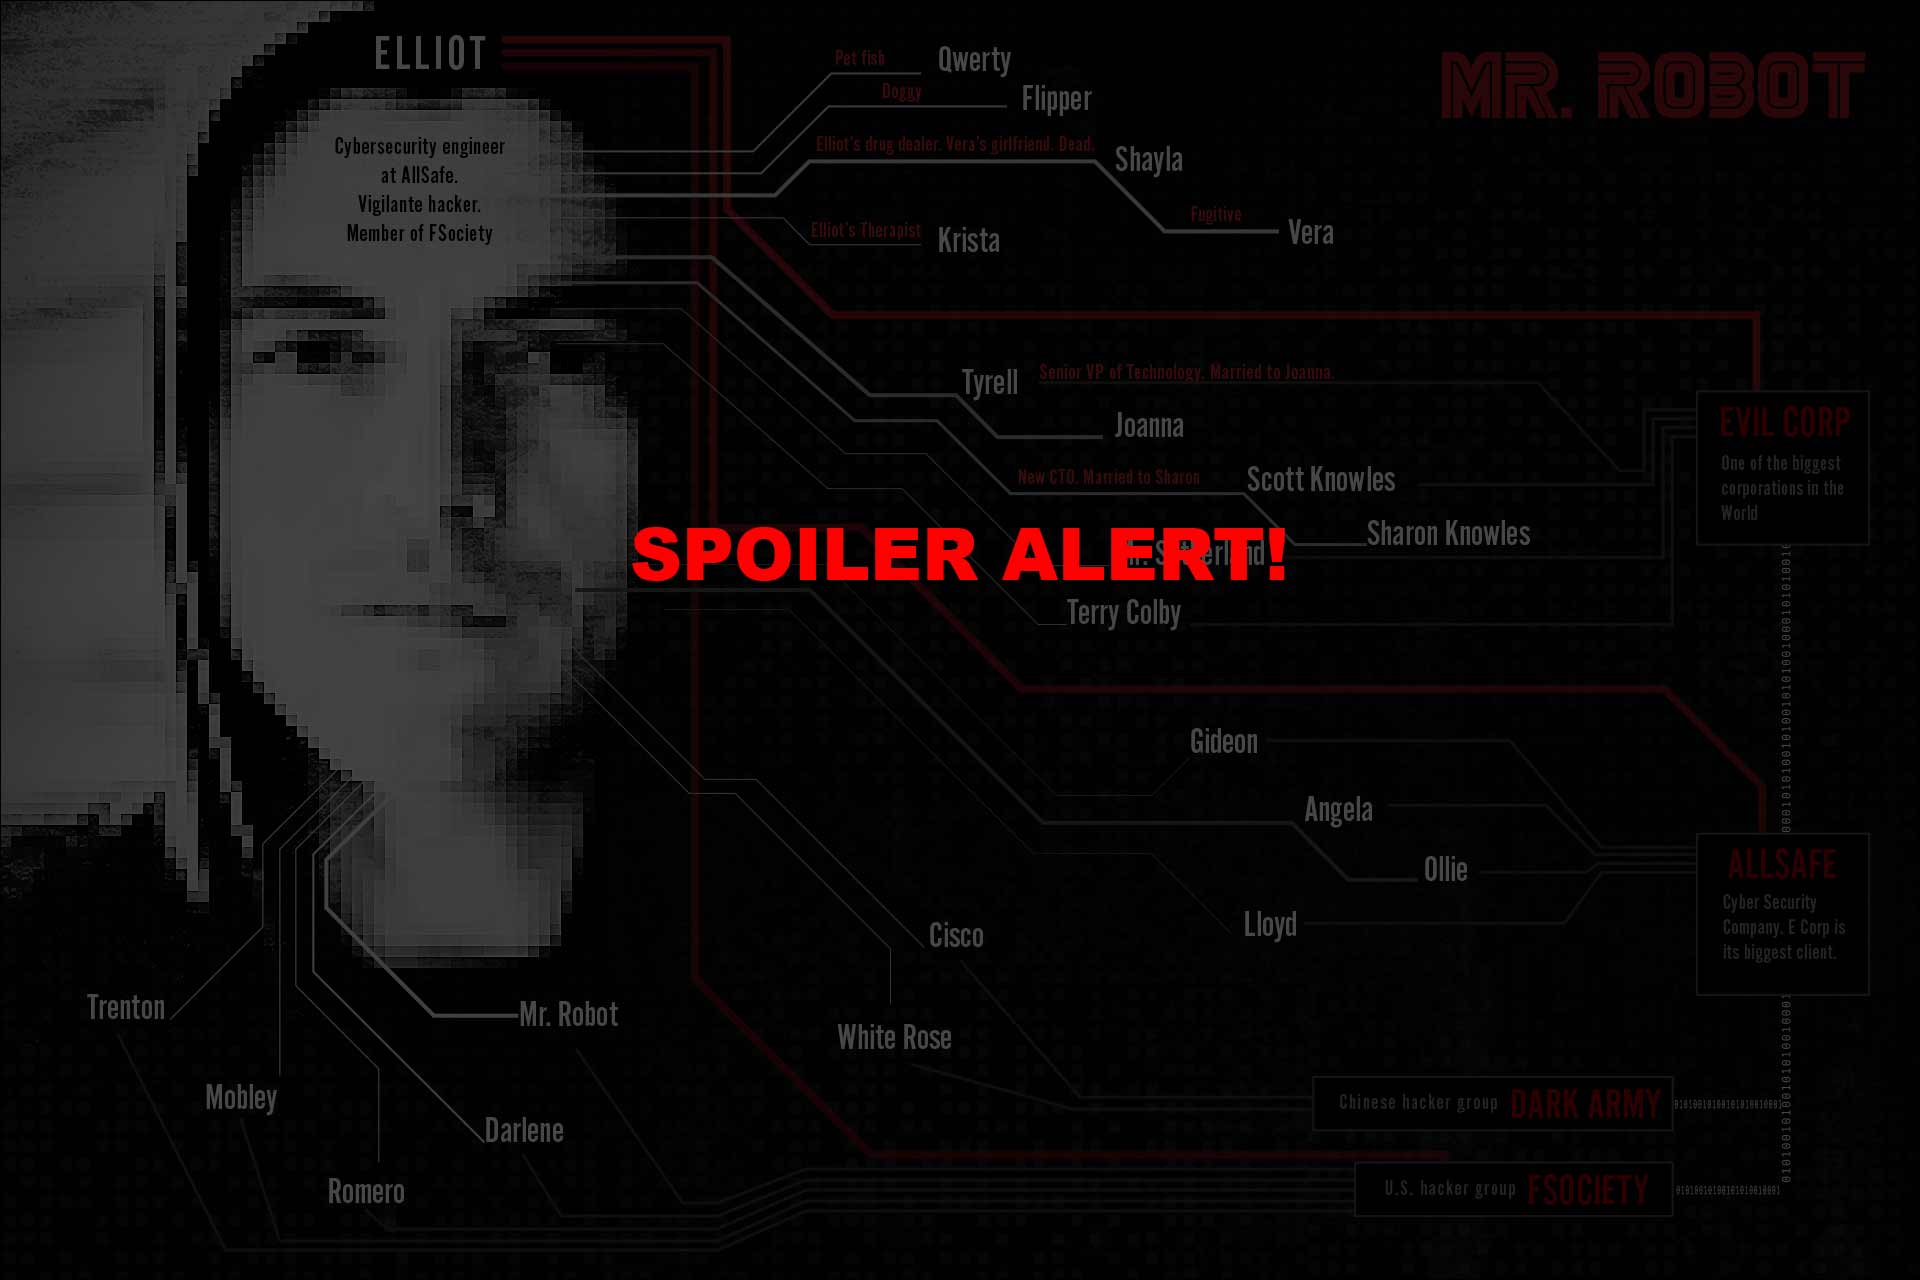 ELLIOT
Cybersecurity engineer
at AllSafe.
Vigilante hacker.
Member of FSociety
MR. ROBOT
Pet fish
Qwerty
Doggy
Flipper
Elliot's drug dealer. Vera's girlfriend. Dead.
Shayla
Fugitive
Vera
Elliot's Therapist
Krista
Tyrell
Senior VP of Technology. Married to Joanna.
Joanna
New CTO. Married to Sharon
Scott Knowles
Sharon Knowles
EVIL CORP
One of the biggest
corporations in the
World
SPOILER ALERT!
Terry Colby
Gideon
Angela
Ollie
Lloyd
ALLSAFE
Cyber Security
Company. E Corp is
its biggest client.
Cisco
White Rose
Trenton
Mr. Robot
Mobley
Darlene
Romero
Chinese hacker group DARK ARMY
U.S. hacker group FSOCIETY